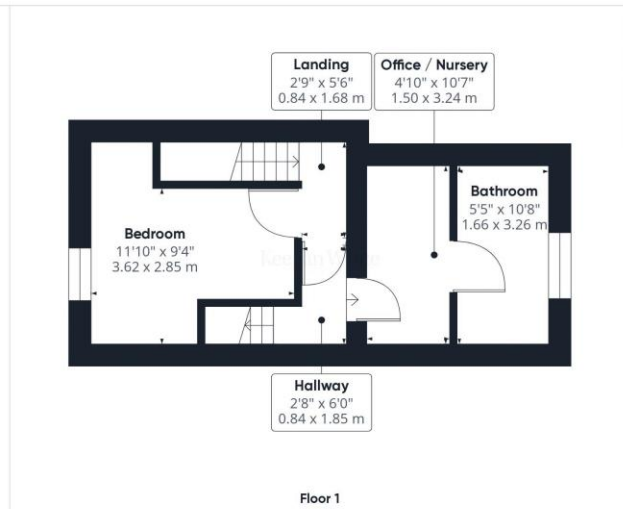 Landing
2'9" x 5'6"
0.84 x 1.68 m
Office / Nursery
4'10" x 10'7"
1.50 x 3.24 m
Bathroom
5'5" x 10'8"
1.66 x 3.26 m
Bedroom
11'10" x 9'4"
3.62 x 2.85 m
Hallway
2'8" x 6'0"
0.84 x 1.85 m
Floor 1